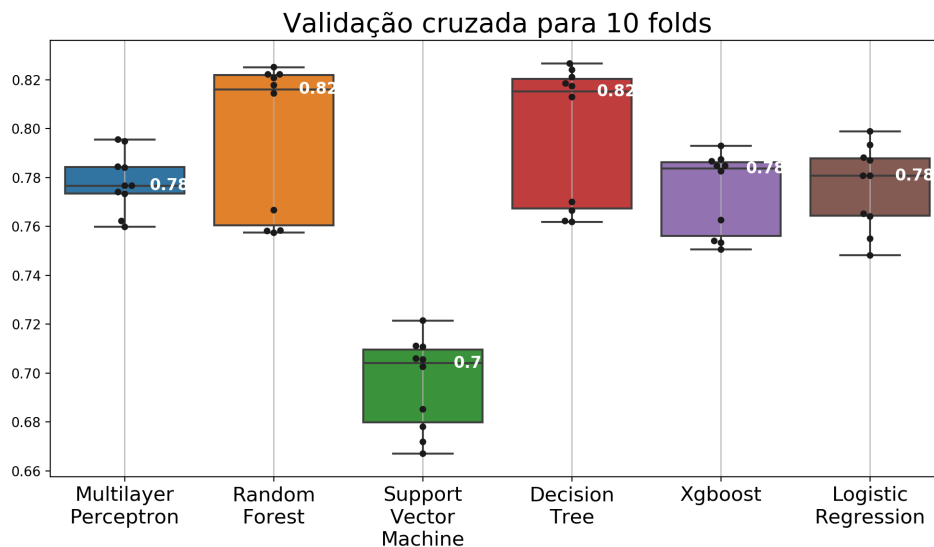 Validação cruzada para 10 folds
0.82
0.80
0.78
0.76
0.74
0.72
0.70
0.68
0.66
0.78
0.82
0.7
0.82
0.78
0.78
Multilayer
Perceptron
Random
Forest
Support
Vector
Machine
Decision
Tree
Xgboost
Logistic
Regression